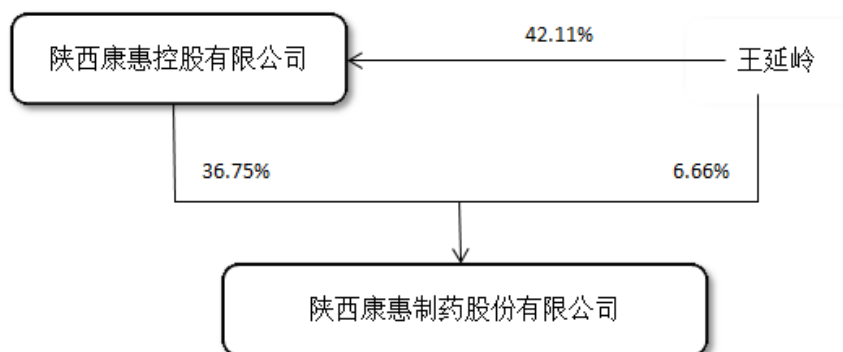 42.11%
陕西康惠控股有限公司
王延岭
36.75%
6.66%
陕西康惠制药股份有限公司